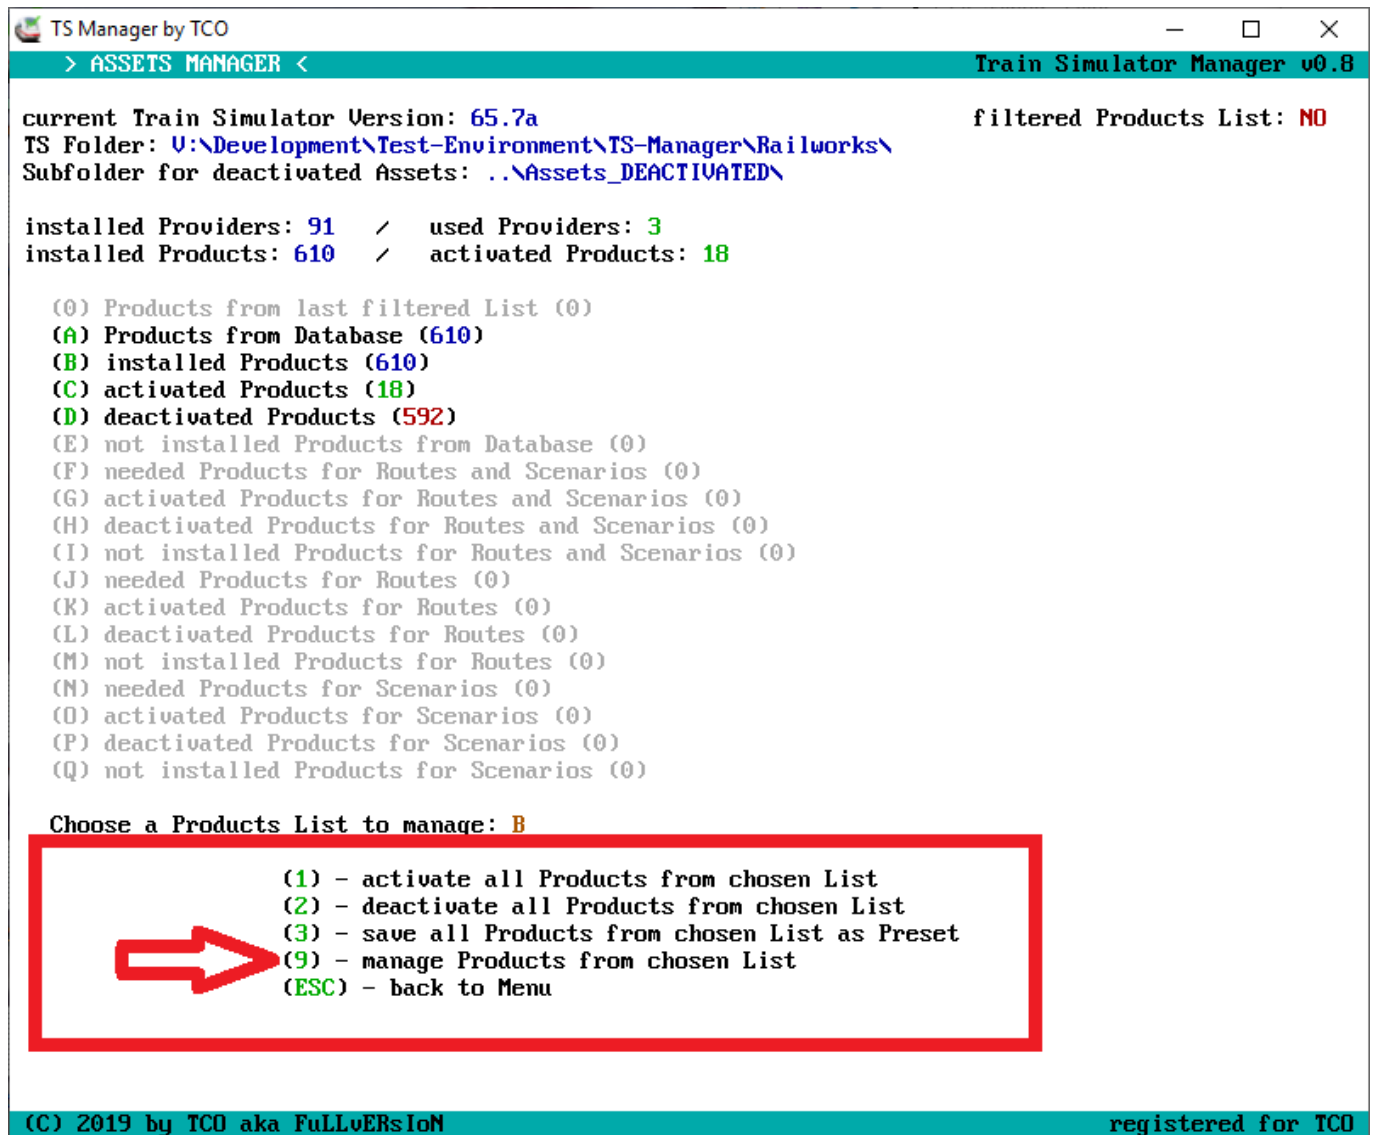 TS Manager by TCO
> ASSETS MANAGER < Train Simulator Manager v0.8
current Train Simulator Version: 65.7a filtered Products List: NO
TS Folder: V:\Development\Test-Environment\TS-Manager\Railworks\
Subfolder for deactivated Assets: ..\Assets_DEACTIVATED\
installed Providers: 91 / used Providers: 3
installed Products: 610 / activated Products: 18
(0) Products from last filtered List (0)
(A) Products from Database (610)
(B) installed Products (610)
(C) activated Products (18)
(D) deactivated Products (592)
(E) not installed Products from Database (0)
(F) needed Products for Routes and Scenarios (0)
(G) activated Products for Routes and Scenarios (0)
(H) deactivated Products for Routes and Scenarios (0)
(I) not installed Products for Routes and Scenarios (0)
(J) needed Products for Routes (0)
(K) activated Products for Routes (0)
(L) deactivated Products for Routes (0)
(M) not installed Products for Routes (0)
(N) needed Products for Scenarios (0)
(O) activated Products for Scenarios (0)
(P) deactivated Products for Scenarios (0)
(Q) not installed Products for Scenarios (0)
Choose a Products List to manage: B
(1) - activate all Products from chosen List
(2) - deactivate all Products from chosen List
(3) - save all Products from chosen List as Preset
(9) - manage Products from chosen List
(ESC) - back to Menu
(C) 2019 by TCO aka FuLLvERsIoN registered for TCO